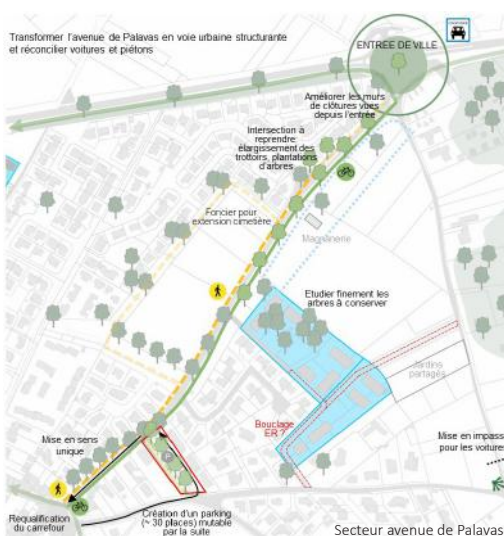 Transformer l'avenue de Palavas en voie urbaine structurante
et réconcilier voitures et piétons
ENTREE DE VILLE
Améliorer les murs
de clôtures vues
depuis l'entrée
Intersection à
reprendre :
élargissement des
trottoirs, plantations
d'arbres
Foncier pour
extension cimetière
Magnanerie
Etudier finement les
arbres à conserver
Jardins
partagés
Bouclage
ER ?
Mise en sens
unique
Mise en impass
pour les voitures
P
Requalification
du carrefour
Création d'un parking
(~ 30 places) mutable
par la suite
Secteur avenue de Palavas